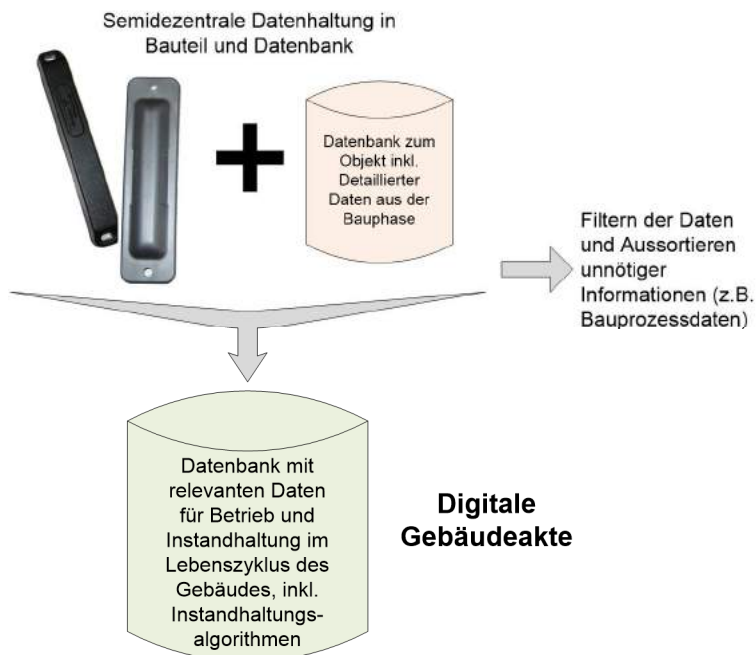 Semidezentrale Datenhaltung in
Bauteil und Datenbank
Datenbank zum
Objekt inkl.
Detaillierter
Daten aus der
Bauphase
Filtern der Daten
und Aussortieren
unnötiger
Informationen (z.B.
Bauprozessdaten)
Datenbank mit
relevanten Daten
für Betrieb und
Instandhaltung im
Lebenszyklus des
Gebäudes, inkl.
Instandhaltungs-
algorithmen
Digitale
Gebäudeakte